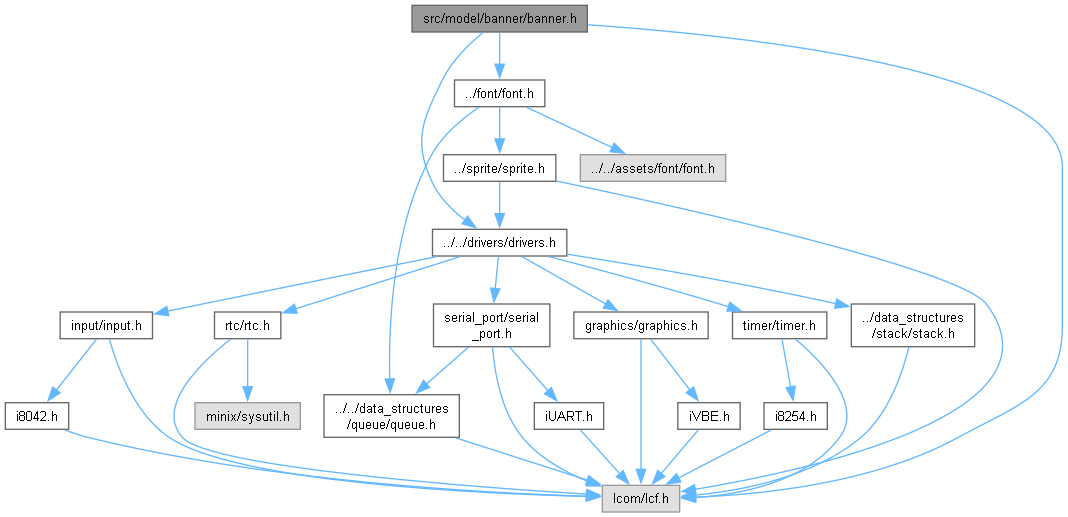 src/model/banner/banner.h
../font/font.h
../sprite/sprite.h
../../assets/font/font.h
../../drivers/drivers.h
input/input.h
rtc/rtc.h
serial_port/serial
_port.h
graphics/graphics.h
timer/timer.h
../data_structures
/stack/stack.h
i8042.h
minix/sysutil.h
../../data_structures
/queue/queue.h
iUART.h
iVBE.h
i8254.h
lcom/lcf.h